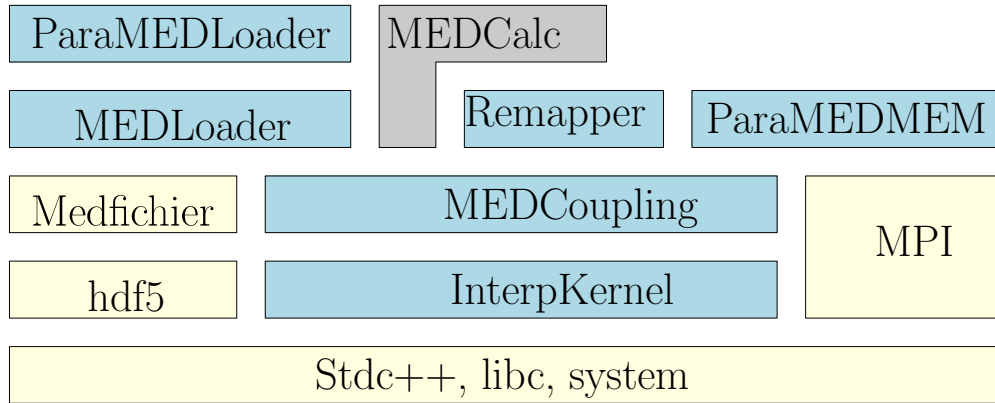 ParaMEDLoader
MEDCalc
MEDLoader
Remapper
ParaMEDMEM
Medfichier
MEDCoupling
MPI
hdf5
InterpKernel
Stdc++, libc, system